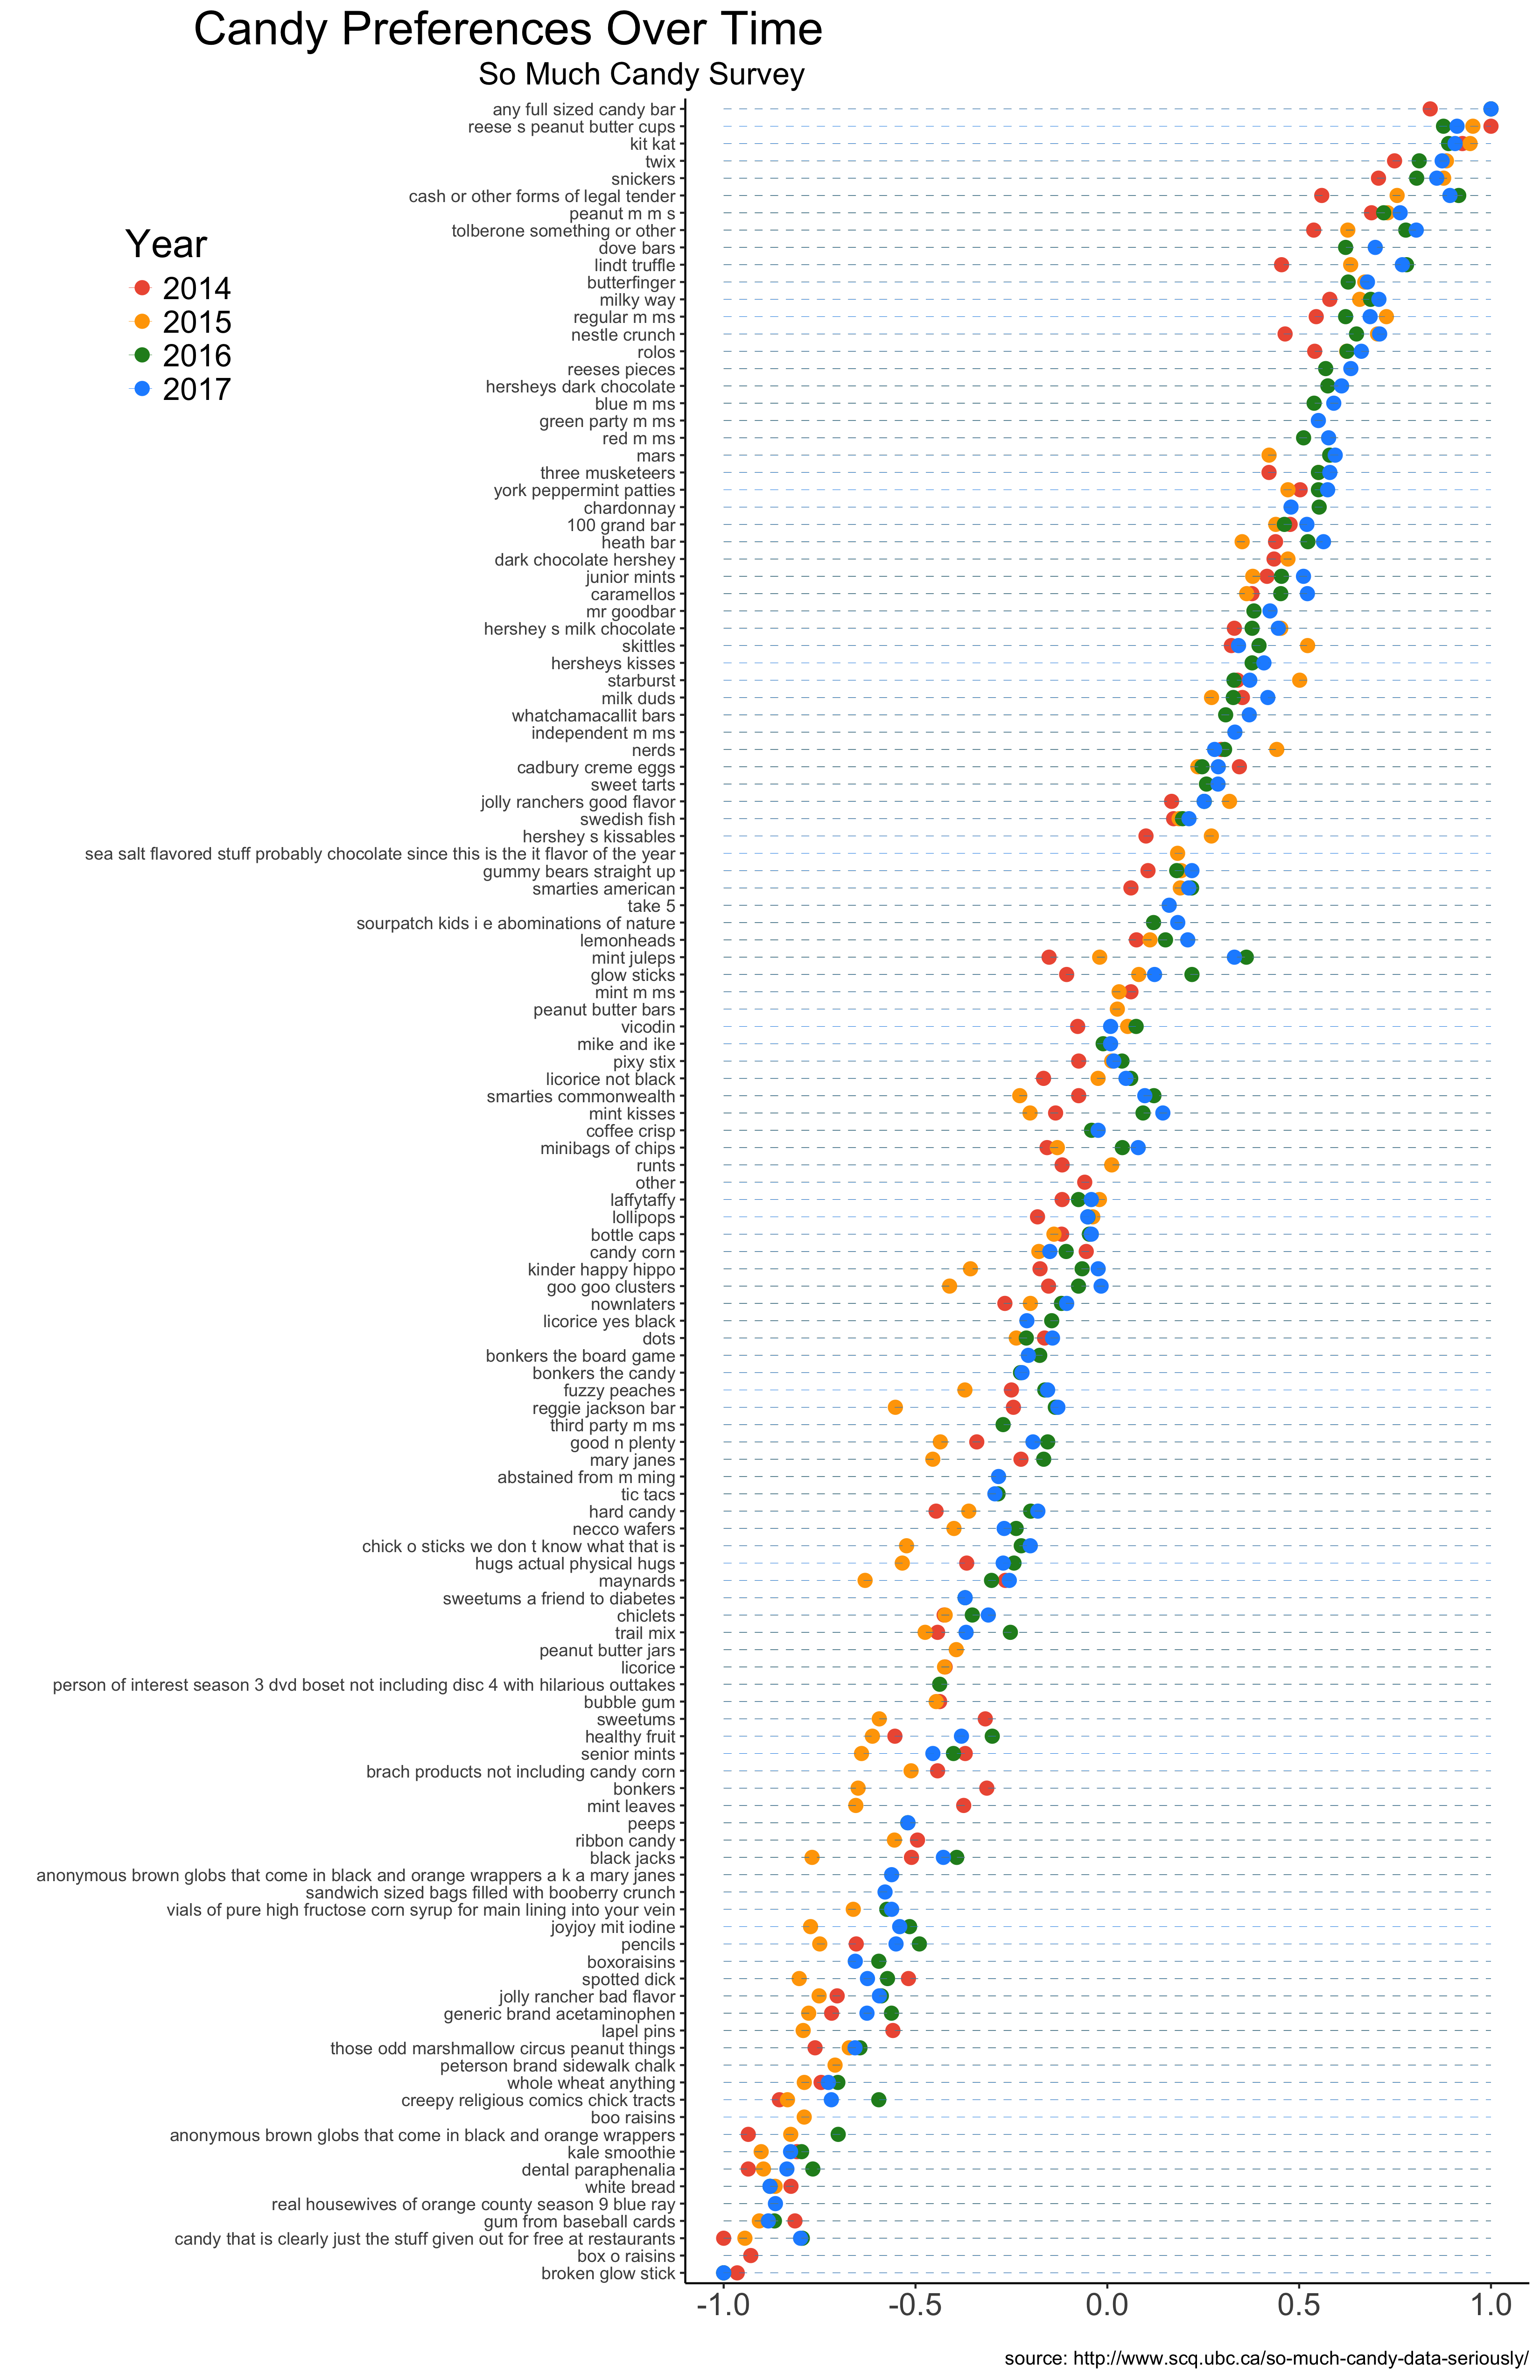 Candy Preferences Over Time
So Much Candy Survey
Year
2014
2015
2016
2017
any full sized candy bar
reese s peanut butter cups
kit kat
twix
snickers
cash or other forms of legal tender
peanut m m s
tolberone something or other
dove bars
lindt truffle
butterfinger
milky way
regular m ms
nestle crunch
rolos
reeses pieces
hersheys dark chocolate
blue m ms
green party m ms
red m ms
mars
three musketeers
york peppermint patties
chardonnay
100 grand bar
heath bar
dark chocolate hershey
junior mints
caramellos
mr goodbar
hershey s milk chocolate
skittles
hersheys kisses
starburst
milk duds
whatchamacallit bars
independent m ms
nerds
cadbury creme eggs
sweet tarts
jolly ranchers good flavor
swedish fish
hershey s kissables
sea salt flavored stuff probably chocolate since this is the it flavor of the year
gummy bears straight up
smarties american
take 5
sourpatch kids i e abominations of nature
lemonheads
mint juleps
glow sticks
mint m ms
peanut butter bars
vicodin
mike and ike
pixy stix
licorice not black
smarties commonwealth
mint kisses
coffee crisp
minibags of chips
runts
other
laffytaffy
lollipops
bottle caps
candy corn
kinder happy hippo
goo goo clusters
nownlaters
licorice yes black
dots
bonkers the board game
bonkers the candy
fuzzy peaches
reggie jackson bar
third party m ms
good n plenty
mary janes
abstained from m ming
tic tacs
hard candy
necco wafers
chick o sticks we don t know what that is
hugs actual physical hugs
maynards
sweetums a friend to diabetes
chiclets
trail mix
peanut butter jars
licorice
person of interest season 3 dvd boset not including disc 4 with hilarious outtakes
bubble gum
sweetums
healthy fruit
senior mints
brach products not including candy corn
bonkers
mint leaves
peeps
ribbon candy
black jacks
anonymous brown globs that come in black and orange wrappers a k a mary janes
sandwich sized bags filled with booberry crunch
vials of pure high fructose corn syrup for main lining into your vein
joyjoy mit iodine
pencils
boxoraisins
spotted dick
jolly rancher bad flavor
generic brand acetaminophen
lapel pins
those odd marshmallow circus peanut things
peterson brand sidewalk chalk
whole wheat anything
creepy religious comics chick tracts
boo raisins
anonymous brown globs that come in black and orange wrappers
kale smoothie
dental paraphenalia
white bread
real housewives of orange county season 9 blue ray
gum from baseball cards
candy that is clearly just the stuff given out for free at restaurants
box o raisins
broken glow stick
-1.0 -0.5 0.0 0.5 1.0
source: http://www.scq.ubc.ca/so-much-candy-data-seriously/